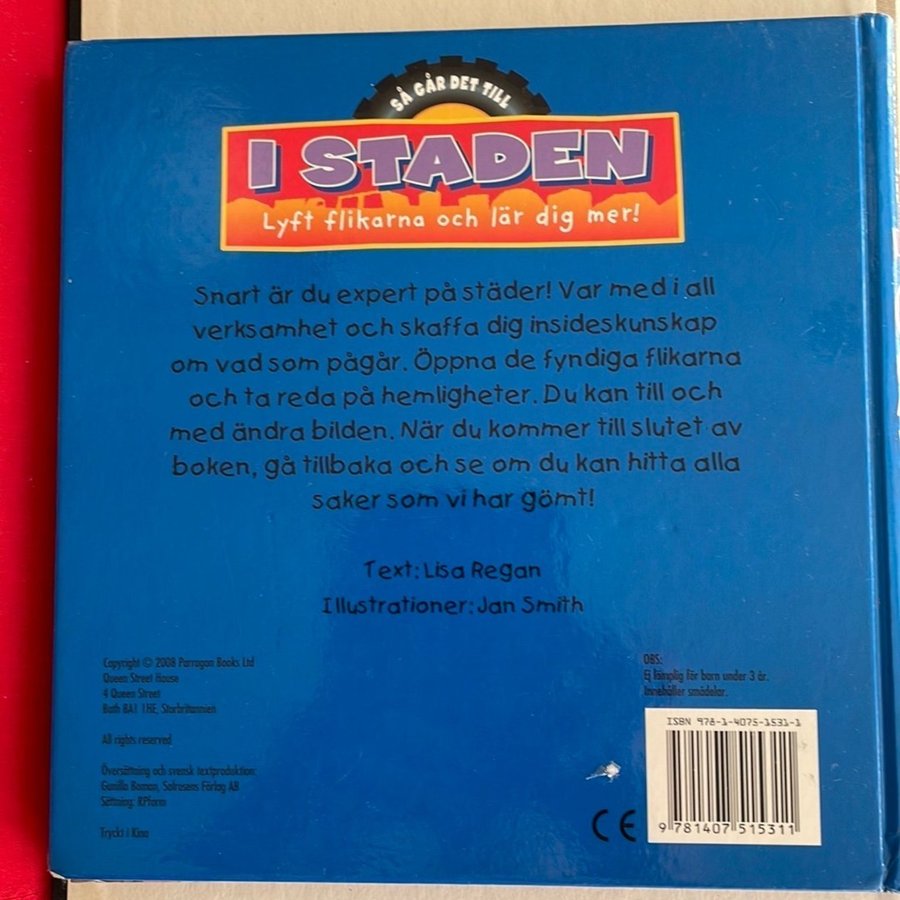 SÅ GÅR DET TILL
I STADEN
Lyft flikarna och lär dig mer!
Snart är du expert på städer! Var med i all
verksamhet och skaffa dig insideskunskap
om vad som pågår. Öppna de fyndiga flikarna
och ta reda på hemligheter. Du kan till och
med ändra bilden. När du kommer till slutet av
boken, gå tillbaka och se om du kan hitta alla
saker som vi har gömt!
Text: Lisa Regan
Illustrationer: Jan Smith
Copyright © 2008 Parragon Books Ltd
Queen Street House
4 Queen Street
Bath BA1 1HE, Storbritannien
All rights reserved
Översättning och svensk textproduktion:
Gunilla Boman, Solrosens Förlag AB
Sättning: RPform
Tryckt i Kina
OBS:
Ej lämplig för barn under 3 år.
Innehåller smådelar.
ISBN 978-1-4075-1531-1
CE
9 781407 515311